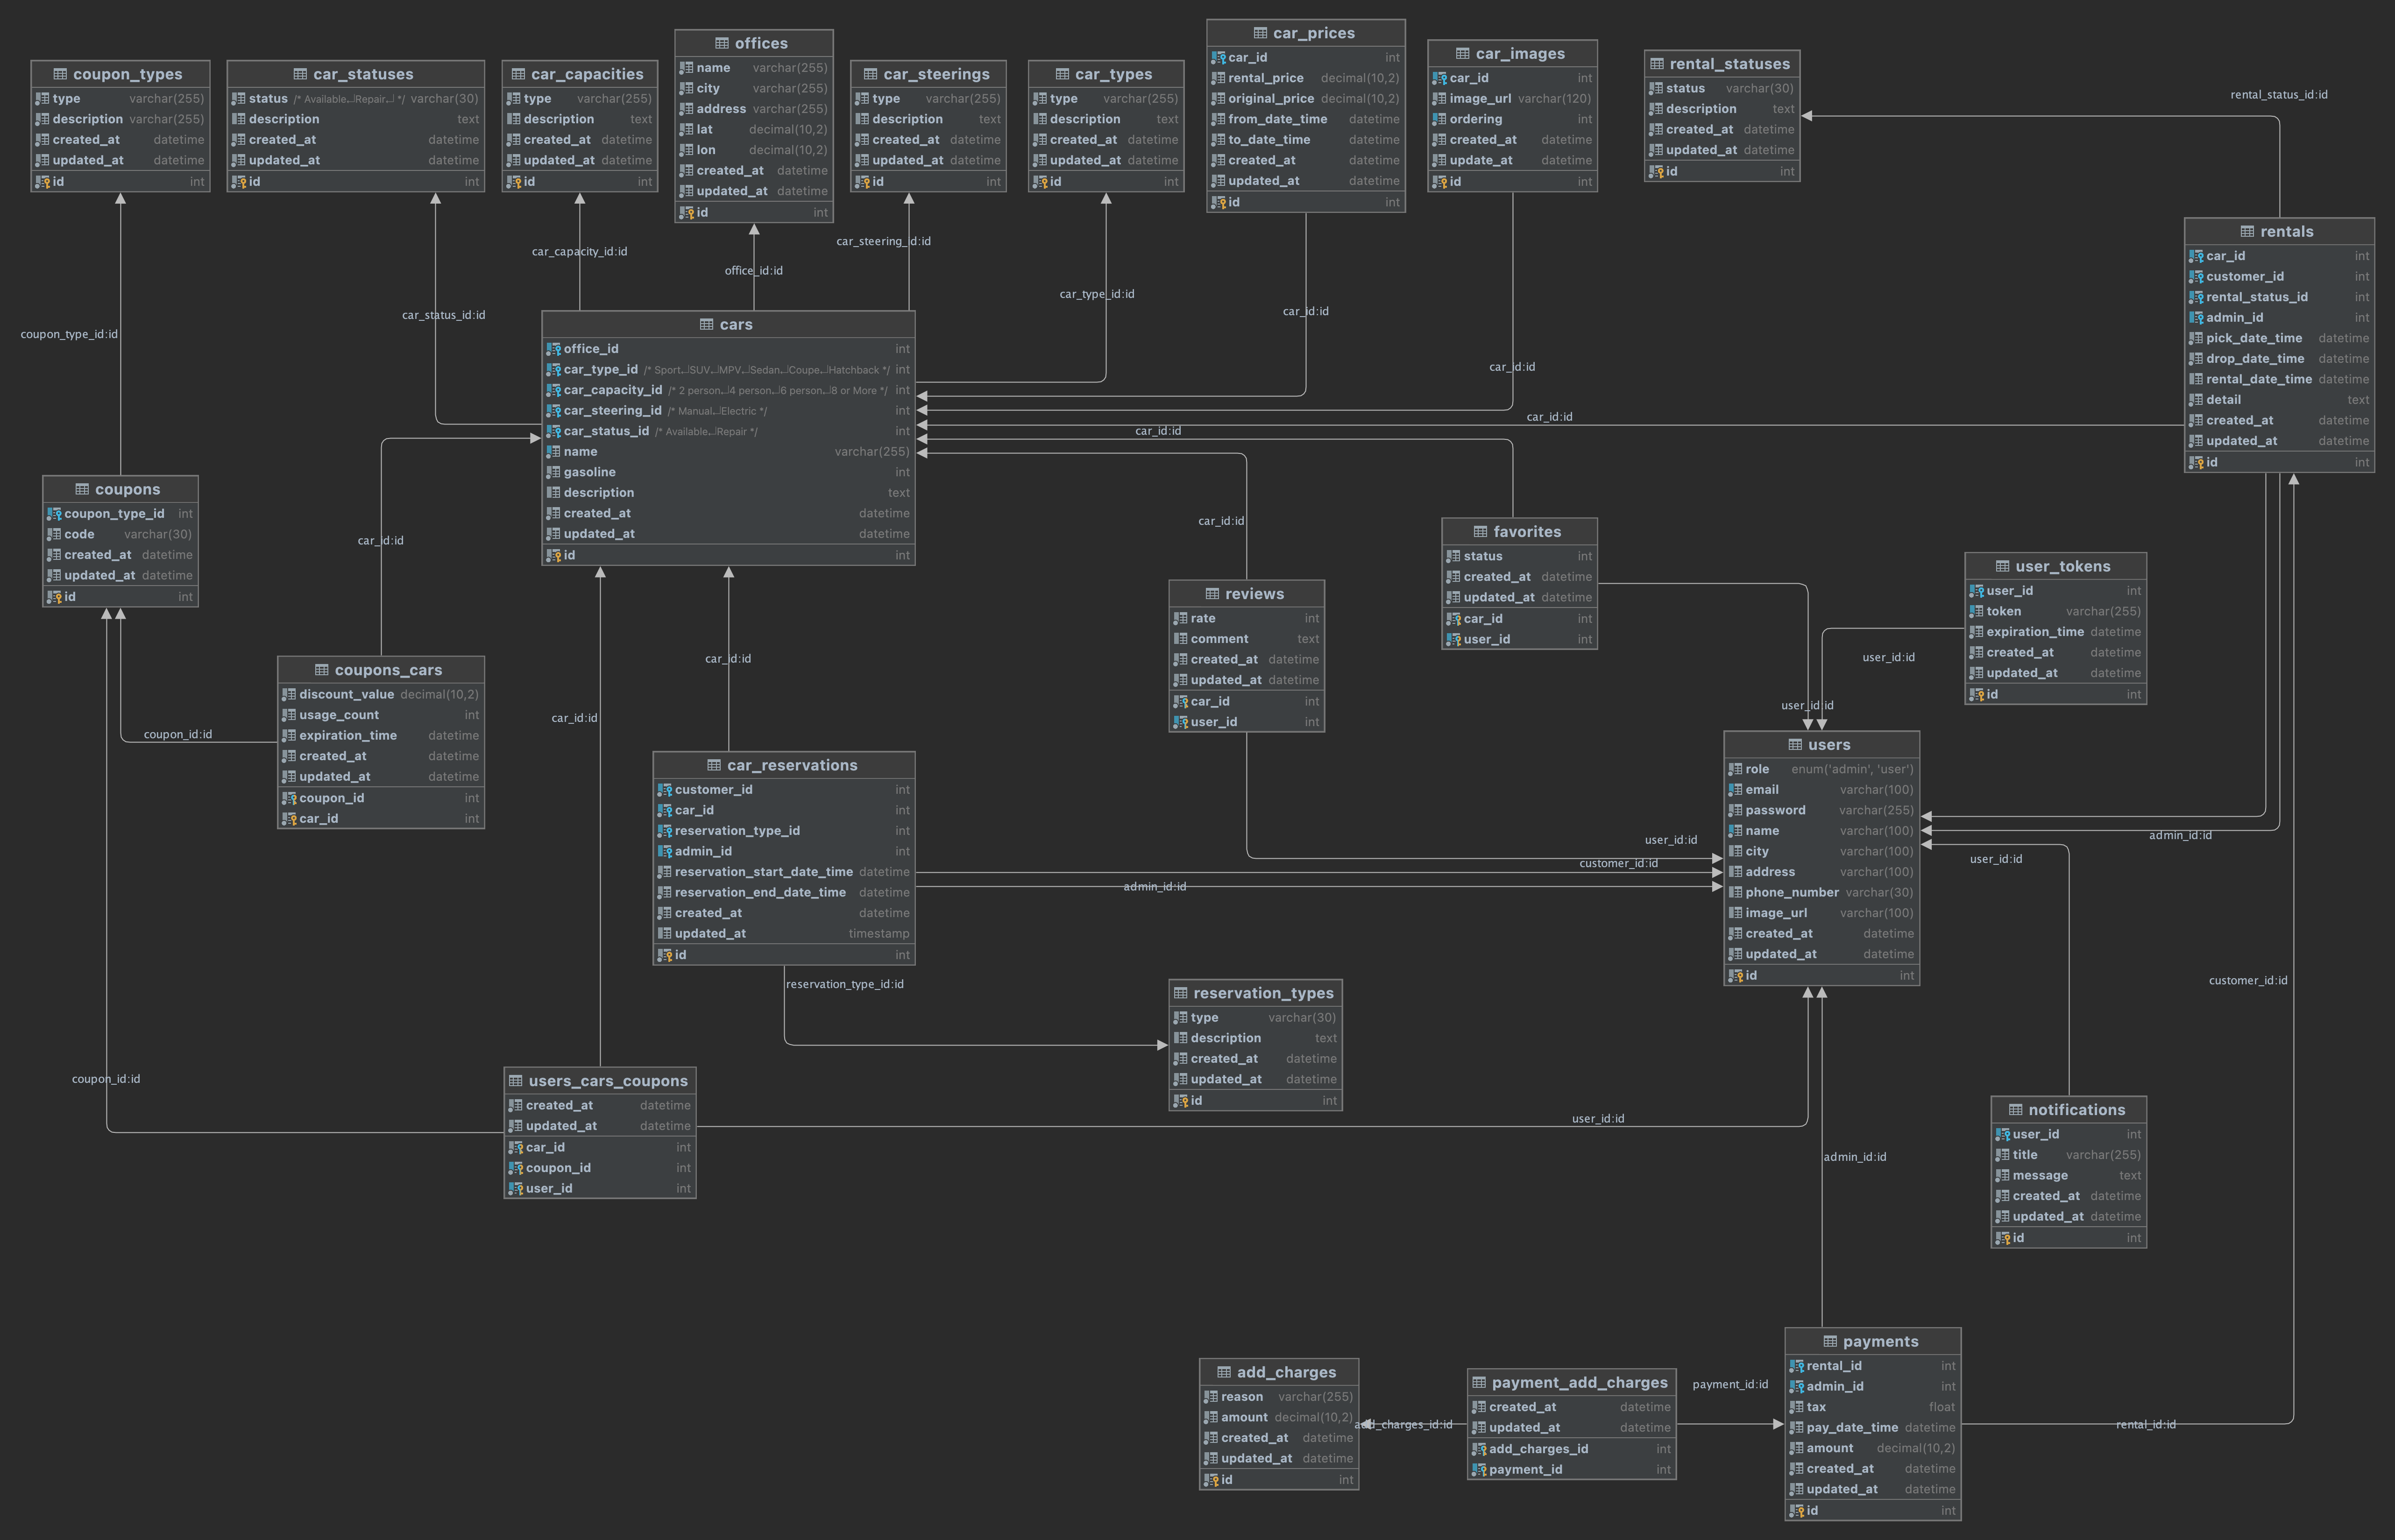 coupon_types
type varchar(255)
description varchar(255)
created_at datetime
updated_at datetime
id int
car_statuses
status /* Available↵Repair↵ */ varchar(30)
description text
created_at datetime
updated_at datetime
id int
car_capacities
type varchar(255)
description text
created_at datetime
updated_at datetime
id int
offices
name varchar(255)
city varchar(255)
address varchar(255)
lat decimal(10,2)
lon decimal(10,2)
created_at datetime
updated_at datetime
id int
car_steerings
type varchar(255)
description text
created_at datetime
updated_at datetime
id int
car_types
type varchar(255)
description text
created_at datetime
updated_at datetime
id int
car_prices
car_id int
rental_price decimal(10,2)
original_price decimal(10,2)
from_date_time datetime
to_date_time datetime
created_at datetime
updated_at datetime
id int
car_images
car_id int
image_url varchar(120)
ordering int
created_at datetime
update_at datetime
id int
rental_statuses
status varchar(30)
description text
created_at datetime
updated_at datetime
id int
rental_status_id:id
rentals
car_id int
customer_id int
rental_status_id int
admin_id int
pick_date_time datetime
drop_date_time datetime
rental_date_time datetime
detail text
created_at datetime
updated_at datetime
id int
coupon_type_id:id
car_status_id:id
car_capacity_id:id
office_id:id
car_steering_id:id
car_type_id:id
car_id:id
car_id:id
car_id:id
car_id:id
cars
office_id int
car_type_id /* Sport↵SUV↵MPV↵Sedan↵Coupe↵Hatchback */ int
car_capacity_id /* 2 person↵4 person↵6 person↵8 or More */ int
car_steering_id /* Manual↵Electric */ int
car_status_id /* Available↵Repair */ int
name varchar(255)
gasoline int
description text
created_at datetime
updated_at datetime
id int
coupons
coupon_type_id int
code varchar(30)
created_at datetime
updated_at datetime
id int
car_id:id
car_id:id
favorites
status int
created_at datetime
updated_at datetime
car_id int
user_id int
user_tokens
user_id int
token varchar(255)
expiration_time datetime
created_at datetime
updated_at datetime
id int
reviews
rate int
comment text
created_at datetime
updated_at datetime
car_id int
user_id int
coupons_cars
discount_value decimal(10,2)
usage_count int
expiration_time datetime
created_at datetime
updated_at datetime
coupon_id int
car_id int
coupon_id:id
car_id:id
car_id:id
user_id:id
user_id:id
users
role enum('admin', 'user')
email varchar(100)
password varchar(255)
name varchar(100)
city varchar(100)
address varchar(100)
phone_number varchar(30)
image_url varchar(100)
created_at datetime
updated_at datetime
id int
car_reservations
customer_id int
car_id int
reservation_type_id int
admin_id int
reservation_start_date_time datetime
reservation_end_date_time datetime
created_at datetime
updated_at timestamp
id int
user_id:id
customer_id:id
admin_id:id
admin_id:id
user_id:id
customer_id:id
reservation_type_id:id
reservation_types
type varchar(30)
description text
created_at datetime
updated_at datetime
id int
coupon_id:id
users_cars_coupons
created_at datetime
updated_at datetime
car_id int
coupon_id int
user_id int
user_id:id
admin_id:id
notifications
user_id int
title varchar(255)
message text
created_at datetime
updated_at datetime
id int
add_charges
reason varchar(255)
amount decimal(10,2)
created_at datetime
updated_at datetime
id int
add_charges_id:id
payment_add_charges
created_at datetime
updated_at datetime
add_charges_id int
payment_id int
payment_id:id
payments
rental_id int
admin_id int
tax float
pay_date_time datetime
amount decimal(10,2)
created_at datetime
updated_at datetime
id int
rental_id:id